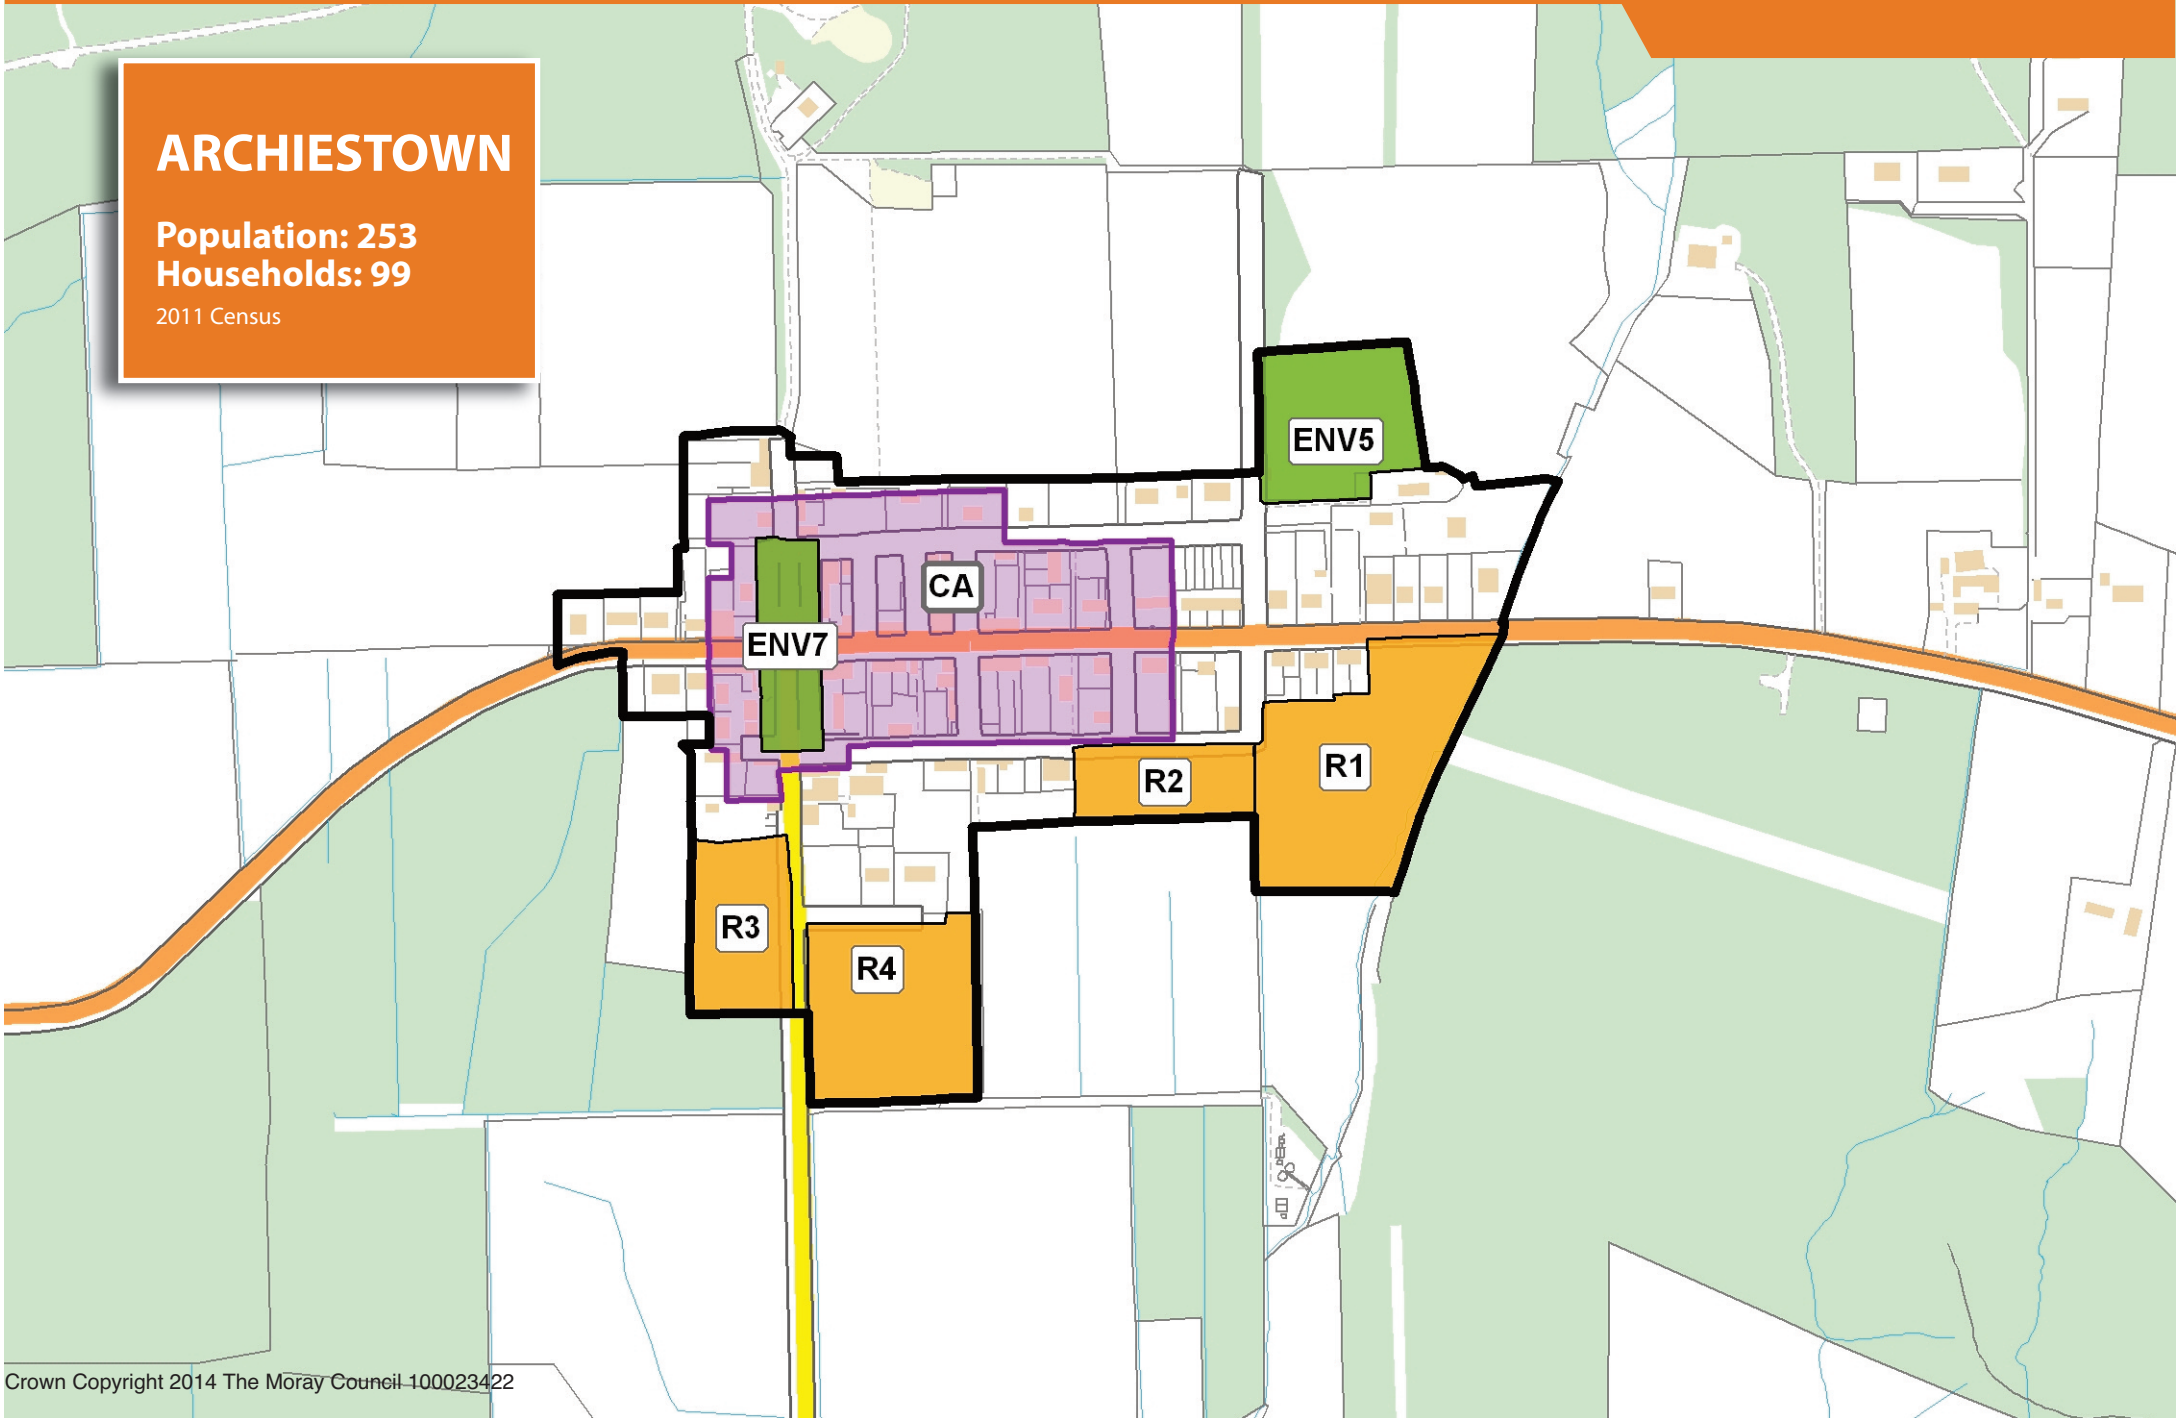 ARCHIESTOWN
Population: 253
Households: 99
2011 Census
ENV5
CA
ENV7
R2
R1
R3
R4
Crown Copyright 2014 The Moray Council 100023422